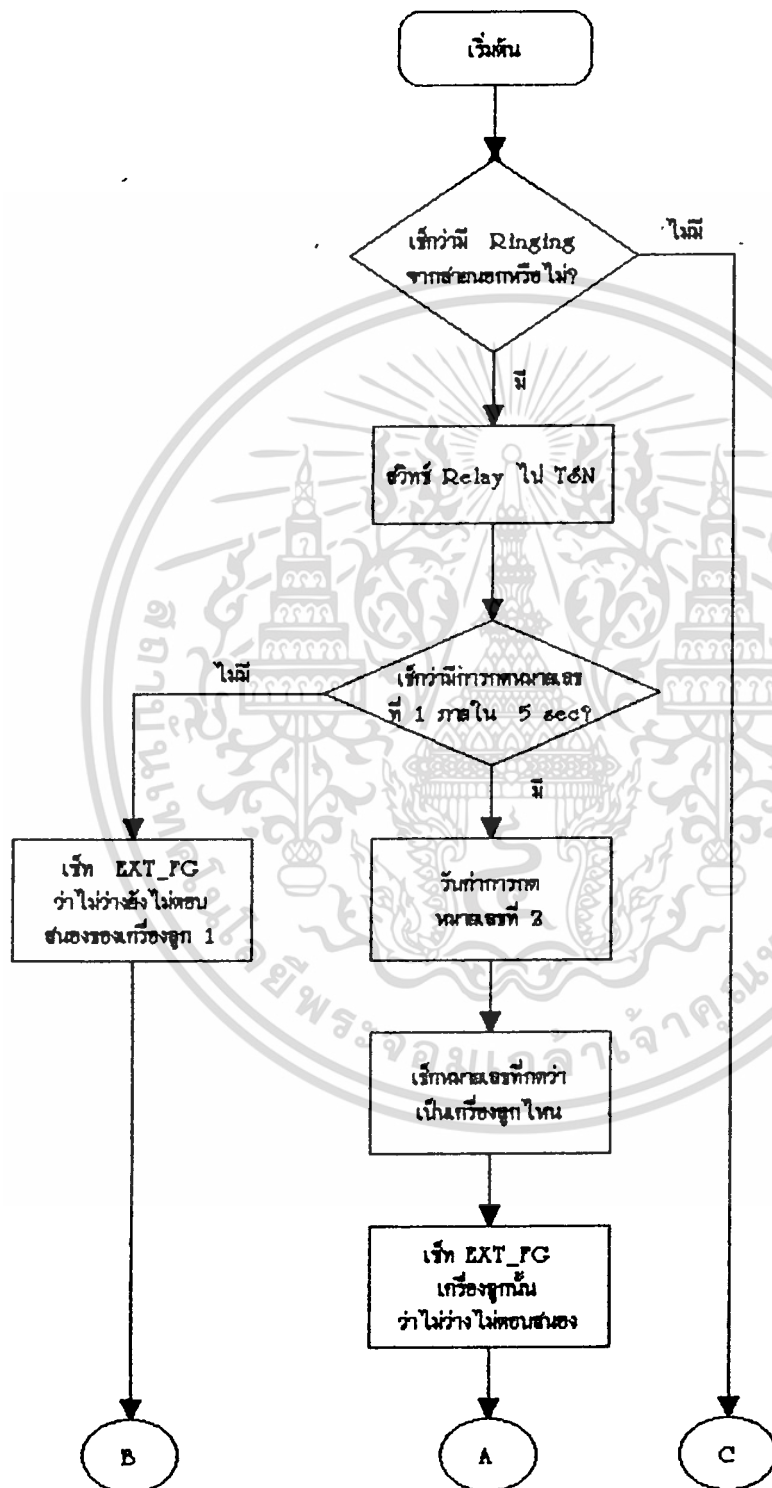 เริ่มต้น
เช็กว่ามี Ringing
จากสายนอกหรือไม่?
ไม่มี
มี
สวิทช์ Relay ไป
เช็กว่ามีการกดหมายเลข
ที่ 1 ภายใน 5 sec?
ไม่มี
มี
เซ็ท EXT_FG
ว่าไม่ว่างยังไม่ตอบ
สนองของเครื่องลูก 1
รับค่าการกด
หมายเลขที่ 2
เช็กหมายเลขที่กดว่า
เป็นเครื่องลูกไหน
เซ็ท EXT_FG
เครื่องลูกนั้น
ว่าไม่ว่าง ไม่ตอบสนอง
B
A
C